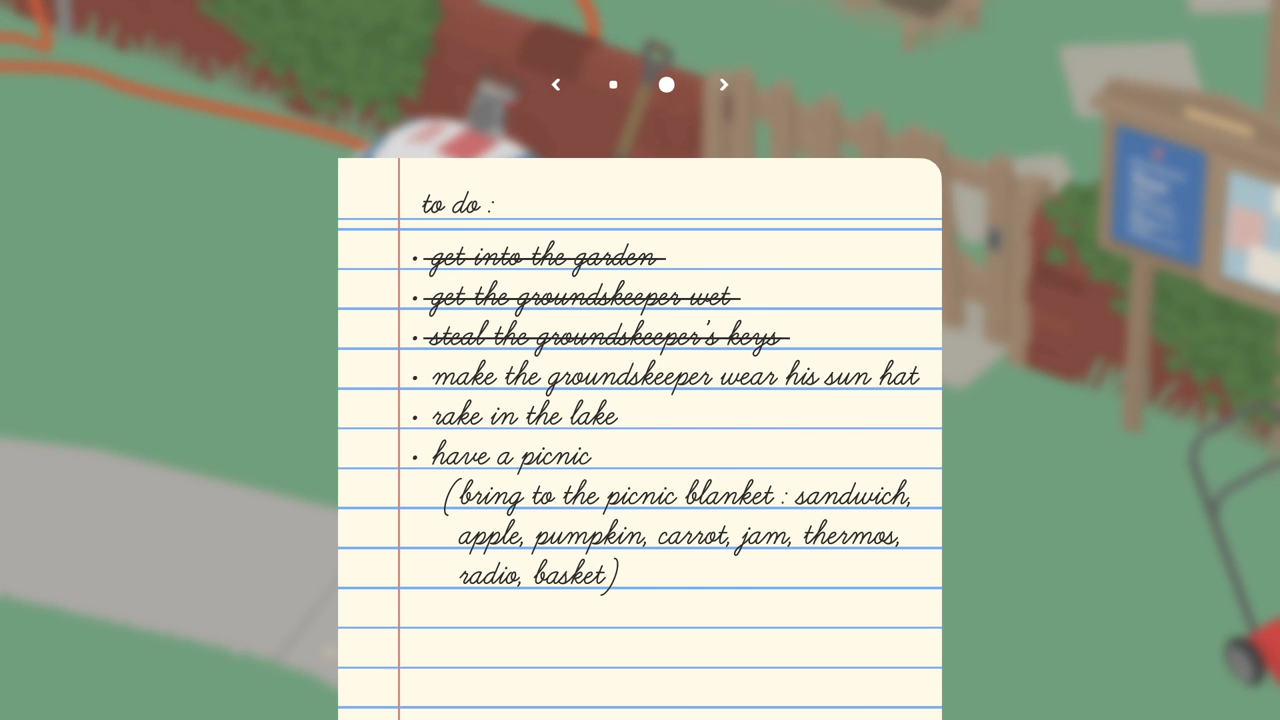 to do :
• get into the garden
• get the groundskeeper wet
• steal the groundskeeper's keys
• make the groundskeeper wear his sun hat
• rake in the lake
• have a picnic
(bring to the picnic blanket : sandwich,
apple, pumpkin, carrot, jam, thermos,
radio, basket)